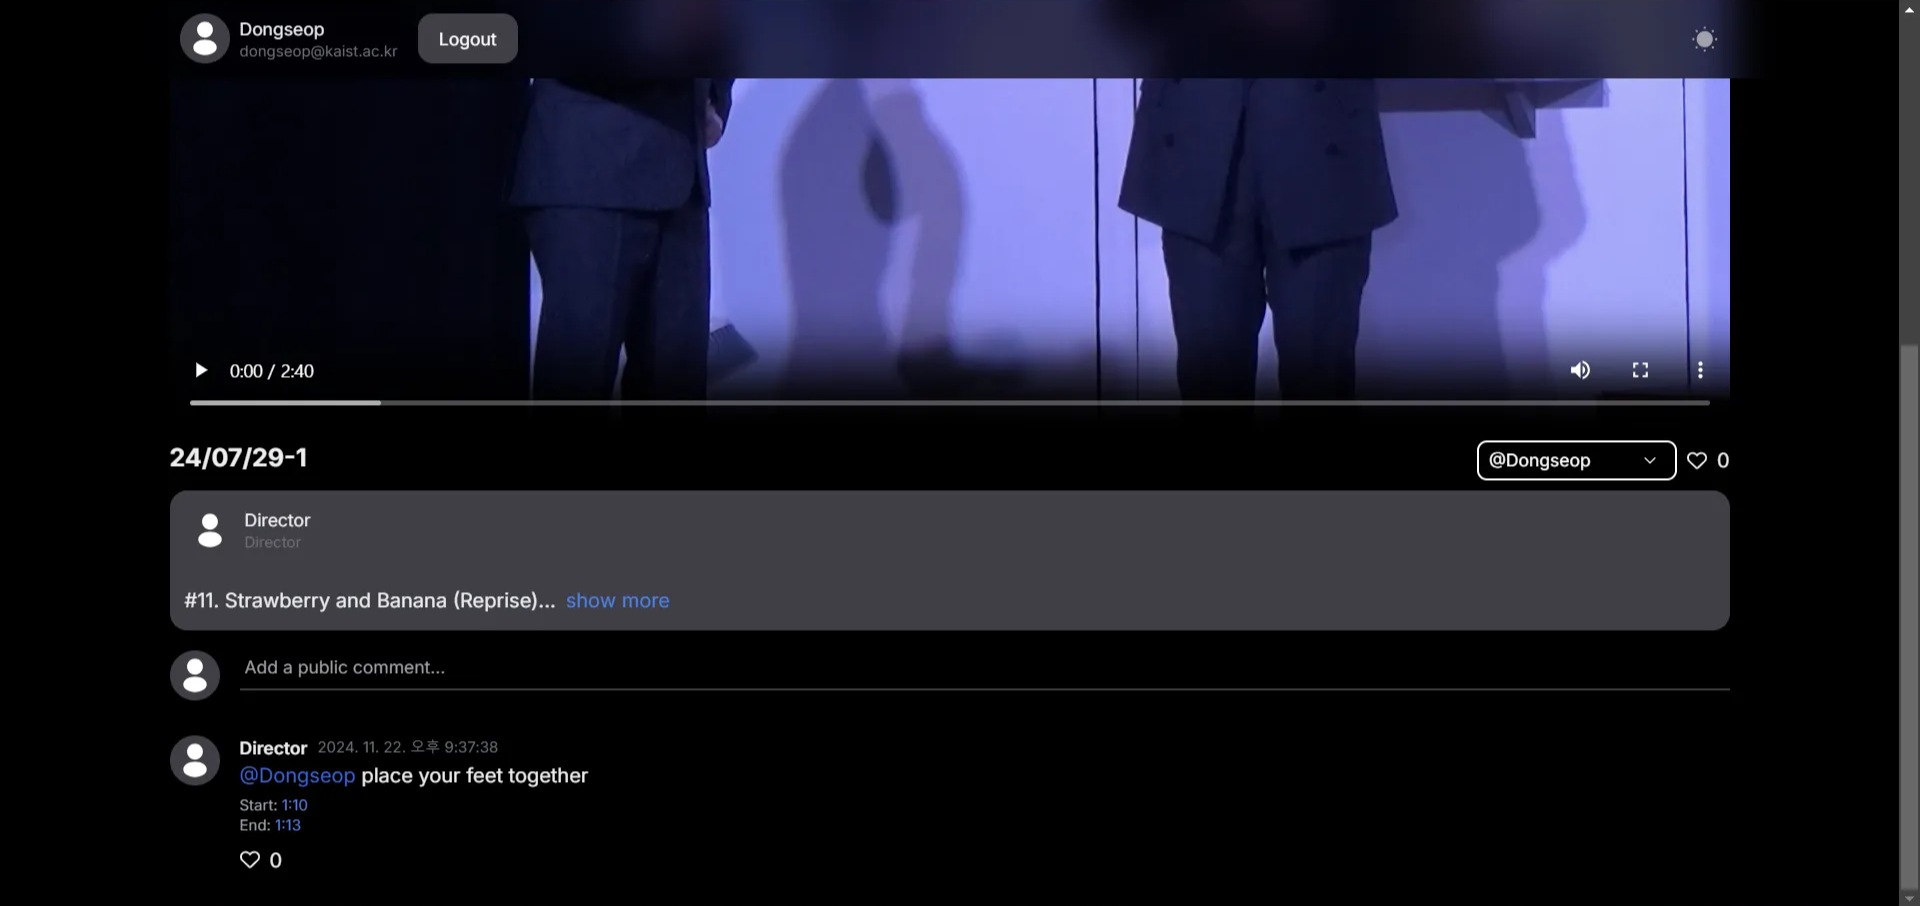 Dongseop
dongseop@kaist.ac.kr
Logout
0:00 / 2:40
24/07/29-1
@Dongseop
0
Director
Director
#11. Strawberry and Banana (Reprise)... show more
Add a public comment...
Director 2024. 11. 22. 오후 9:37:38
@Dongseop place your feet together
Start: 1:10
End: 1:13
0